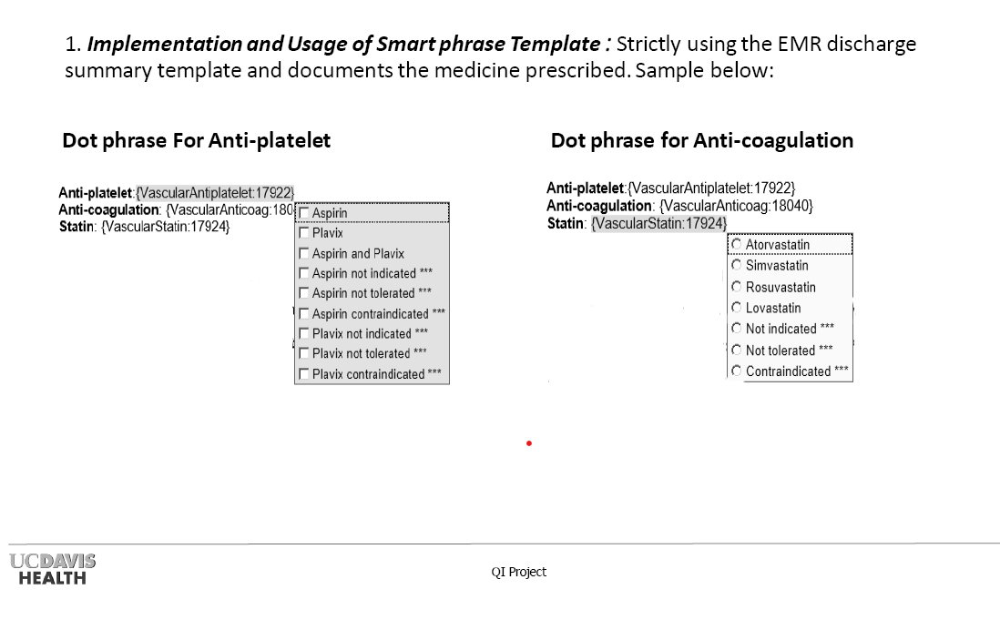 1. Implementation and Usage of Smart phrase Template : Strictly using the EMR discharge
summary template and documents the medicine prescribed. Sample below:
Dot phrase For Anti-platelet
Anti-platelet:{VascularAntiplatelet:17922}
Anti-coagulation: {VascularAnticoag:180
Statin: {VascularStatin:17924}
Aspirin
Plavix
Aspirin and Plavix
Aspirin not indicated ***
Aspirin not tolerated ***
Aspirin contraindicated ***
Plavix not indicated ***
Plavix not tolerated ***
Plavix contraindicated ***
Dot phrase for Anti-coagulation
Anti-platelet:{VascularAntiplatelet:17922}
Anti-coagulation: {VascularAnticoag:18040}
Statin: {VascularStatin:17924}
Atorvastatin
Simvastatin
Rosuvastatin
Lovastatin
Not indicated ***
Not tolerated ***
Contraindicated ***
UCDAVIS
HEALTH
QI Project